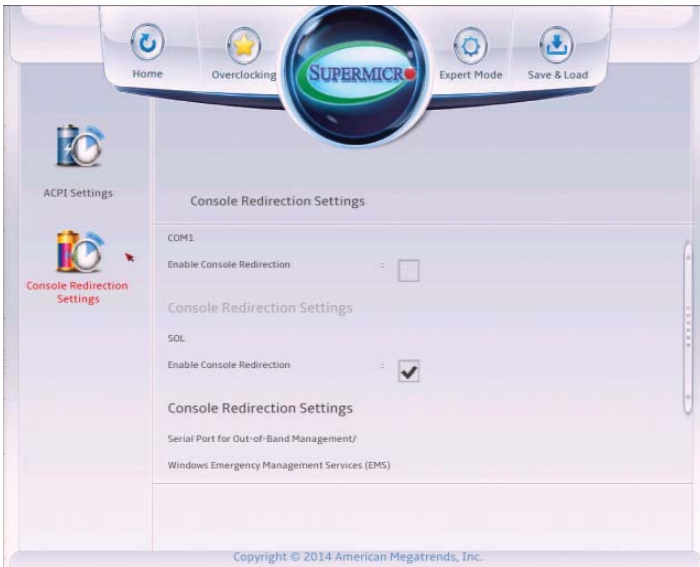 Home
Overclocking
SUPERMICRO
Expert Mode
Save & Load
ACPI Settings
Console Redirection
Settings
Console Redirection Settings
COM1
Enable Console Redirection :
Console Redirection Settings
SOL
Enable Console Redirection :
Console Redirection Settings
Serial Port for Out-of-Band Management/
Windows Emergency Management Services (EMS)
Copyright © 2014 American Megatrends, Inc.